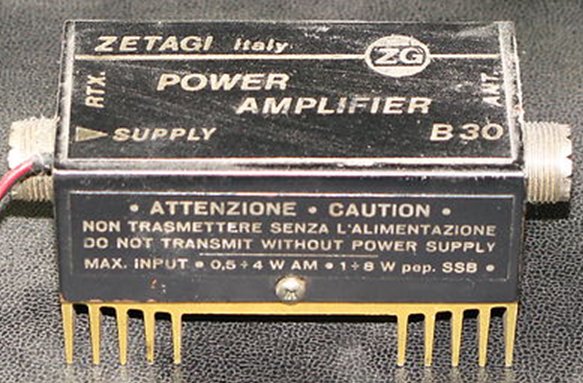 ZETAGI italy
ZG
RTX.
ANT.
POWER
AMPLIFIER
SUPPLY
B 30
• ATTENZIONE • CAUTION •
NON TRASMETTERE SENZA L'ALIMENTAZIONE
DO NOT TRANSMIT WITHOUT POWER SUPPLY
MAX. INPUT • 0,5÷4 W AM • 1÷8 W pep. SSB •